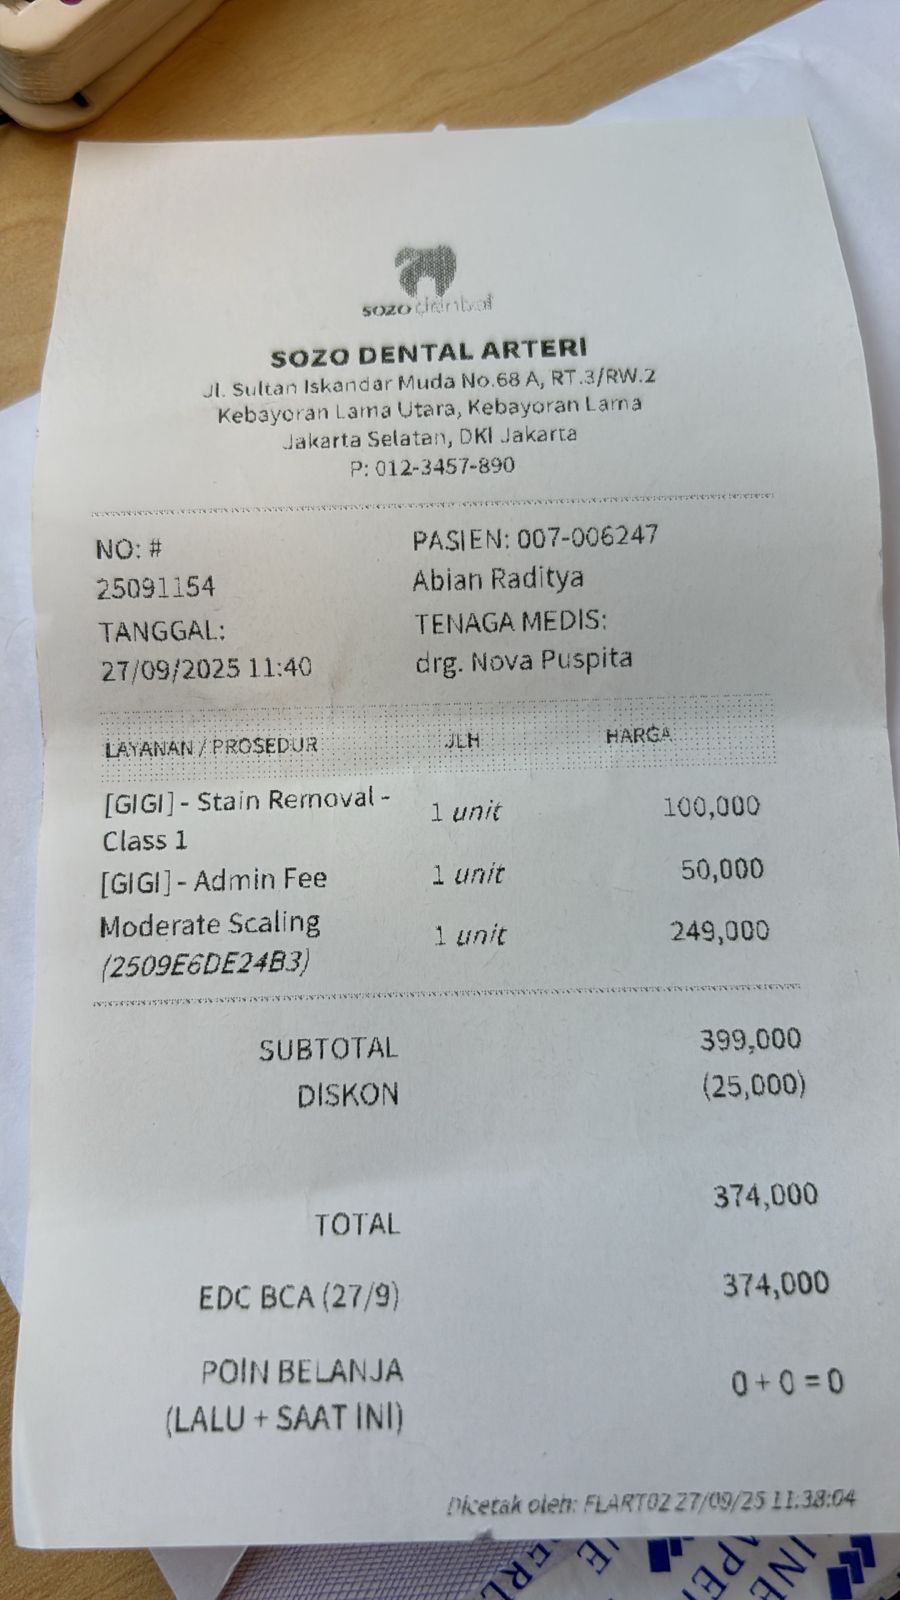 sozo dental
SOZO DENTAL ARTERI
Jl. Sultan Iskandar Muda No.68 A, RT.3/RW.2
Kebayoran Lama Utara, Kebayoran Lama
Jakarta Selatan, DKI Jakarta
P: 012-3457-890
NO: #
25091154
TANGGAL:
27/09/2025 11:40
PASIEN: 007-006247
Abian Raditya
TENAGA MEDIS:
drg. Nova Puspita
LAYANAN / PROSEDUR JLH HARGA
[GIGI] - Stain Removal - 1 unit 100,000
Class 1
[GIGI] - Admin Fee 1 unit 50,000
Moderate Scaling 1 unit 249,000
(2509E6DE24B3)
SUBTOTAL 399,000
DISKON (25,000)
TOTAL 374,000
EDC BCA (27/9) 374,000
POIN BELANJA 0 + 0 = 0
(LALU + SAAT INI)
Dicetak oleh: FLART02 27/09/25 11:38:04